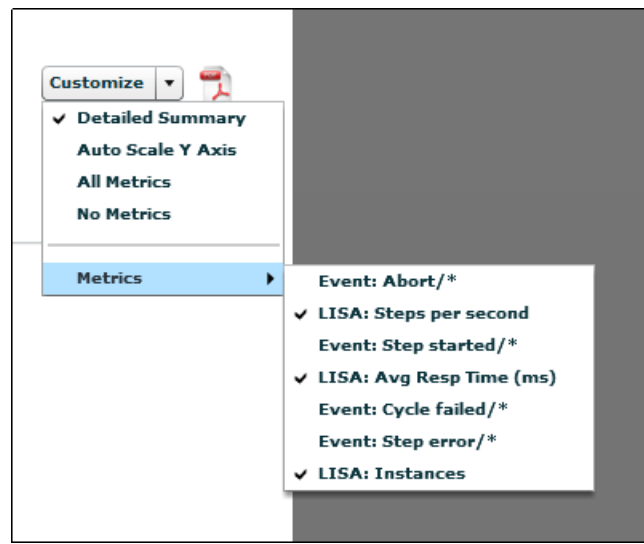 Customize
Detailed Summary
Auto Scale Y Axis
All Metrics
No Metrics
Metrics
Event: Abort/*
LISA: Steps per second
Event: Step started/*
LISA: Avg Resp Time (ms)
Event: Cycle failed/*
Event: Step error/*
LISA: Instances